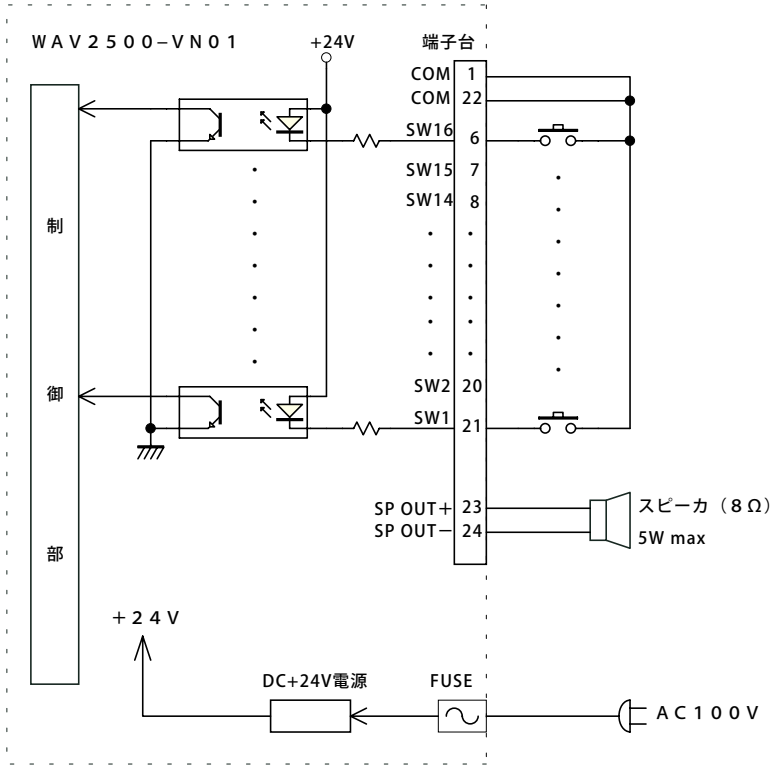 WAV2500-VN01
+24V
端子台
COM 1
COM 22
SW16 6
SW15 7
SW14 8
制
御
部
SW2 20
SW1 21
SP OUT+ 23
SP OUT- 24
スピーカ（8Ω）
5W max
+24V
DC+24V電源
FUSE
AC100V